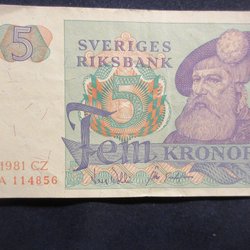 5
SVERIGES
RIKSBANK
5
Fem KRONOR
1981 CZ
A 114856